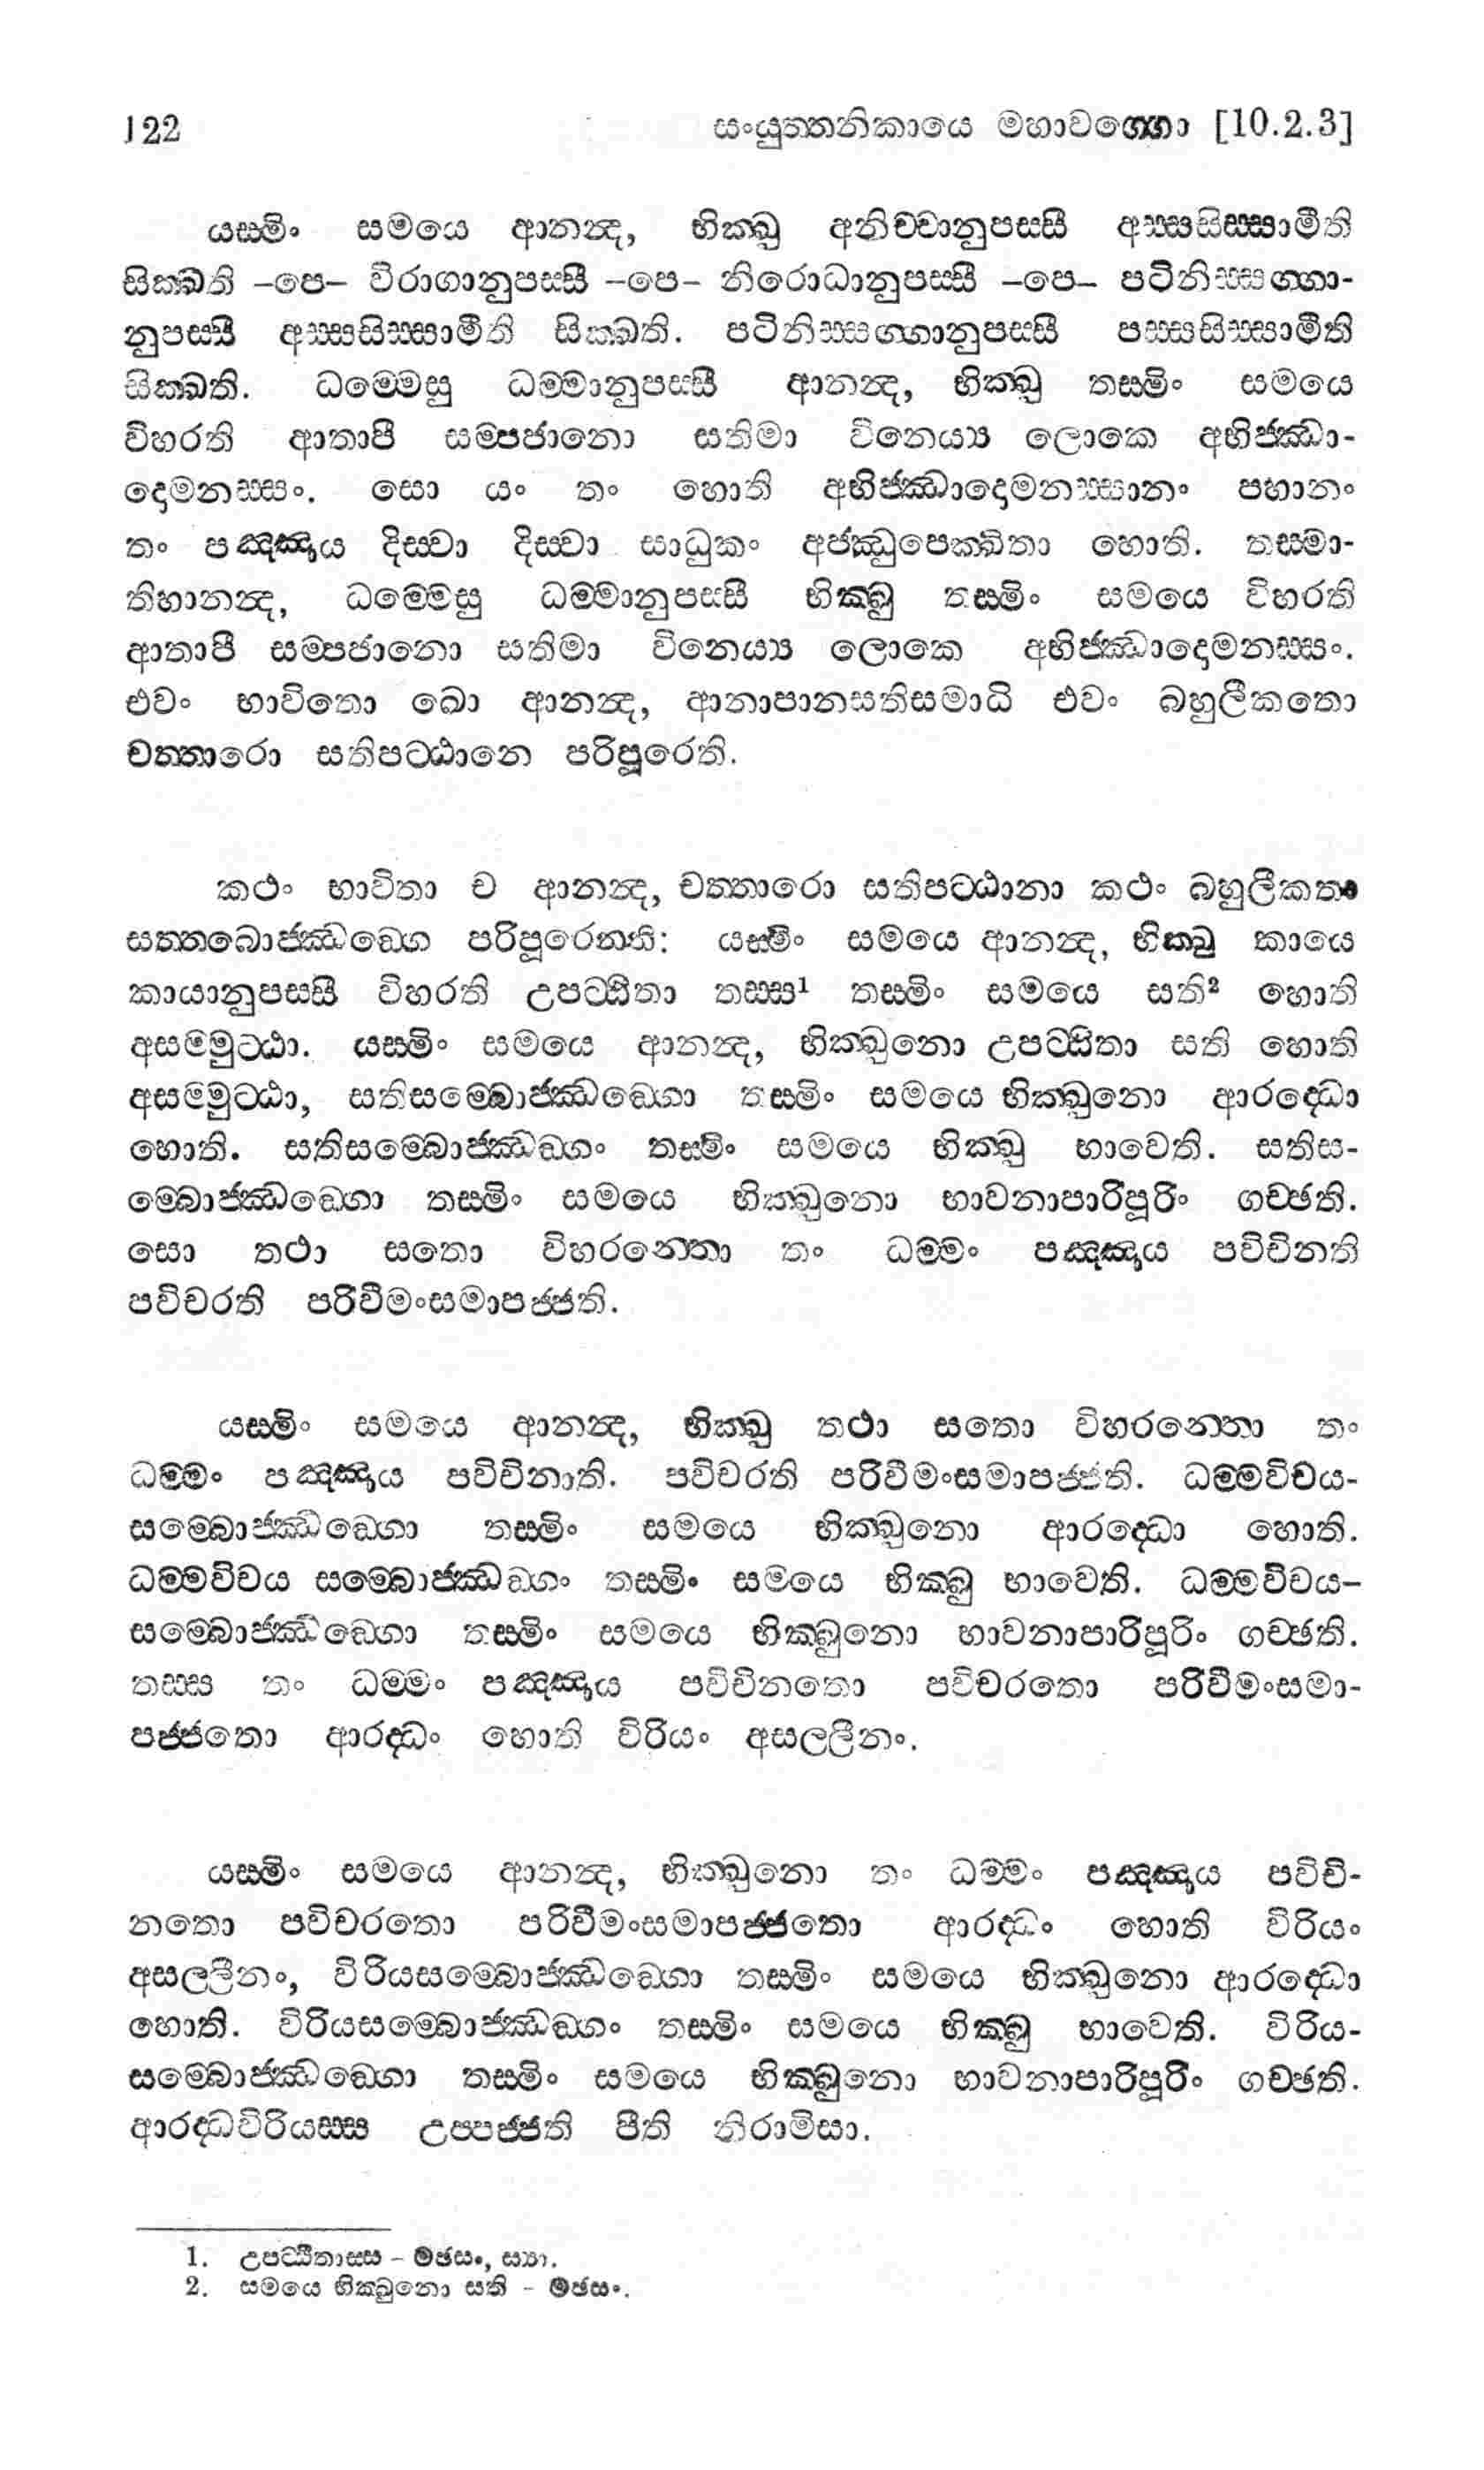 122 සංයුත්තනිකායෙ මහාවග්ගො [10.2.3]
යස්මිං සමයෙ ආනන්ද, භික්ඛු අනිච්චානුපස්සී අස්සසිස්සාමීති
සික්ඛති –පෙ– විරාගානුපස්සී –පෙ– නිරොධානුපස්සී –පෙ– පටිනිස්සග්ගා-
නුපස්සී අස්සසිස්සාමීති සික්ඛති. පටිනිස්සග්ගානුපස්සී පස්සසිස්සාමීති
සික්ඛති. ධම්මෙසු ධම්මානුපස්සී ආනන්ද, භික්ඛු තස්මිං සමයෙ
විහරති ආතාපී සම්පජානො සතිමා විනෙය්‍ය ලොකෙ අභිජ්ඣා-
දොමනස්සං. සො යං තං හොති අභිජ්ඣාදොමනස්සානං පහානං
තං පඤ්ඤාය දිස්වා දිස්වා සාධුකං අජ්ඣුපෙක්ඛිතා හොති. තස්මා-
තිහානන්ද, ධම්මෙසු ධම්මානුපස්සී භික්ඛු තස්මිං සමයෙ විහරති
ආතාපී සම්පජානො සතිමා විනෙය්‍ය ලොකෙ අභිජ්ඣාදොමනස්සං.
එවං භාවිතො ඛො ආනන්ද, ආනාපානසතිසමාධි එවං බහුලීකතො
චත්තාරො සතිපට්ඨානෙ පරිපූරෙති.
කථං භාවිතා ච ආනන්ද, චත්තාරො සතිපට්ඨානා කථං බහුලීකතා
සත්තබොජ්ඣඞ්ගෙ පරිපූරෙන්ති: යස්මිං සමයෙ ආනන්ද, භික්ඛු කායෙ
කායානුපස්සී විහරති උපට්ඨිතා තස්ස¹ තස්මිං සමයෙ සති² හොති
අසම්මුට්ඨා. යස්මිං සමයෙ ආනන්ද, භික්ඛුනො උපට්ඨිතා සති හොති
අසම්මුට්ඨා, සතිසම්බොජ්ඣඞ්ගො තස්මිං සමයෙ භික්ඛුනො ආරද්ධො
හොති. සතිසම්බොජ්ඣඞ්ගං තස්මිං සමයෙ භික්ඛු භාවෙති. සතිස-
ම්බොජ්ඣඞ්ගො තස්මිං සමයෙ භික්ඛුනො භාවනාපාරිපූරිං ගච්ඡති.
සො තථා සතො විහරන්තො තං ධම්මං පඤ්ඤාය පවිචිනති
පවිචරති පරිවීමංසමාපජ්ජති.
යස්මිං සමයෙ ආනන්ද, භික්ඛු තථා සතො විහරන්තො තං
ධම්මං පඤ්ඤාය පවිචිනාති. පවිචරති පරිවීමංසමාපජ්ජති. ධම්මවිචය-
සම්බොජ්ඣඞ්ගො තස්මිං සමයෙ භික්ඛුනො ආරද්ධො හොති.
ධම්මවිචය සම්බොජ්ඣඞ්ගං තස්මිං සමයෙ භික්ඛු භාවෙති. ධම්මවිචය–
සම්බොජ්ඣඞ්ගො තස්මිං සමයෙ භික්ඛුනො භාවනාපාරිපූරිං ගච්ඡති.
තස්ස තං ධම්මං පඤ්ඤාය පවිචිනතො පවිචරතො පරිවීමංසමා-
පජ්ජතො ආරද්ධං හොති විරියං අසල්ලීනං.
යස්මිං සමයෙ ආනන්ද, භික්ඛුනො තං ධම්මං පඤ්ඤාය පවිචි-
නතො පවිචරතො පරිවීමංසමාපජ්ජතො ආරද්ධං හොති විරියං
අසල්ලීනං, විරියසම්බොජ්ඣඞ්ගො තස්මිං සමයෙ භික්ඛුනො ආරද්ධො
හොති. විරියසම්බොජ්ඣඞ්ගං තස්මිං සමයෙ භික්ඛු භාවෙති. විරිය-
සම්බොජ්ඣඞ්ගො තස්මිං සමයෙ භික්ඛුනො භාවනාපාරිපූරිං ගච්ඡති.
ආරද්ධවිරියස්ස උප්පජ්ජති පීති නිරාමිසා.
1. උපට්ඨිතාස්ස – මඡසං, ස්‍යා.
2. සමයෙ භික්ඛුනො සති – මඡසං.